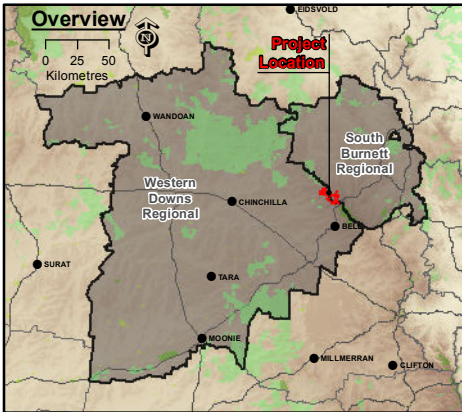 Overview
N
0 25 50
Kilometres
EIDSVOLD
Project
Location
WANDOAN
South
Burnett
Regional
Western
Downs
Regional
CHINCHILLA
BELL
SURAT
TARA
MOONIE
MILLMERRAN
CLIFTON